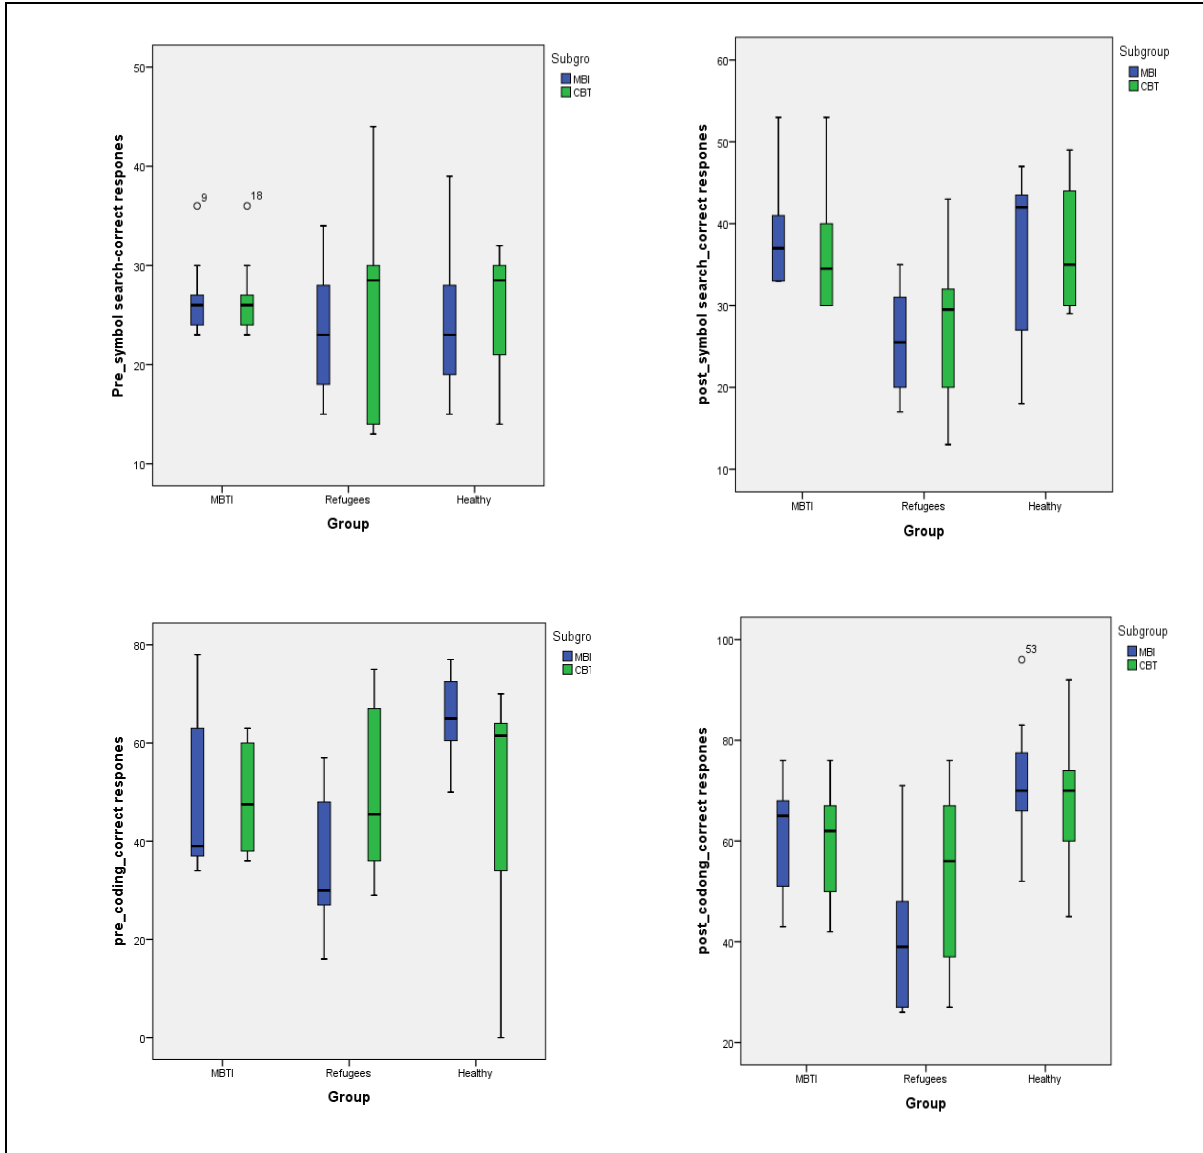 Pre_symbol search-correct respones
50
40
30
20
10
9
18
MBTI
Refugees
Healthy
Group
Subgro
MBI
CBT
post_symbol search_correct respones
60
50
40
30
20
10
MBTI
Refugees
Healthy
Group
Subgroup
MBI
CBT
pre_coding_correct respones
80
60
40
20
0
MBTI
Refugees
Healthy
Group
Subgro
MBI
CBT
post_codong_correct respones
100
80
60
40
20
53
MBTI
Refugees
Healthy
Group
Subgroup
MBI
CBT